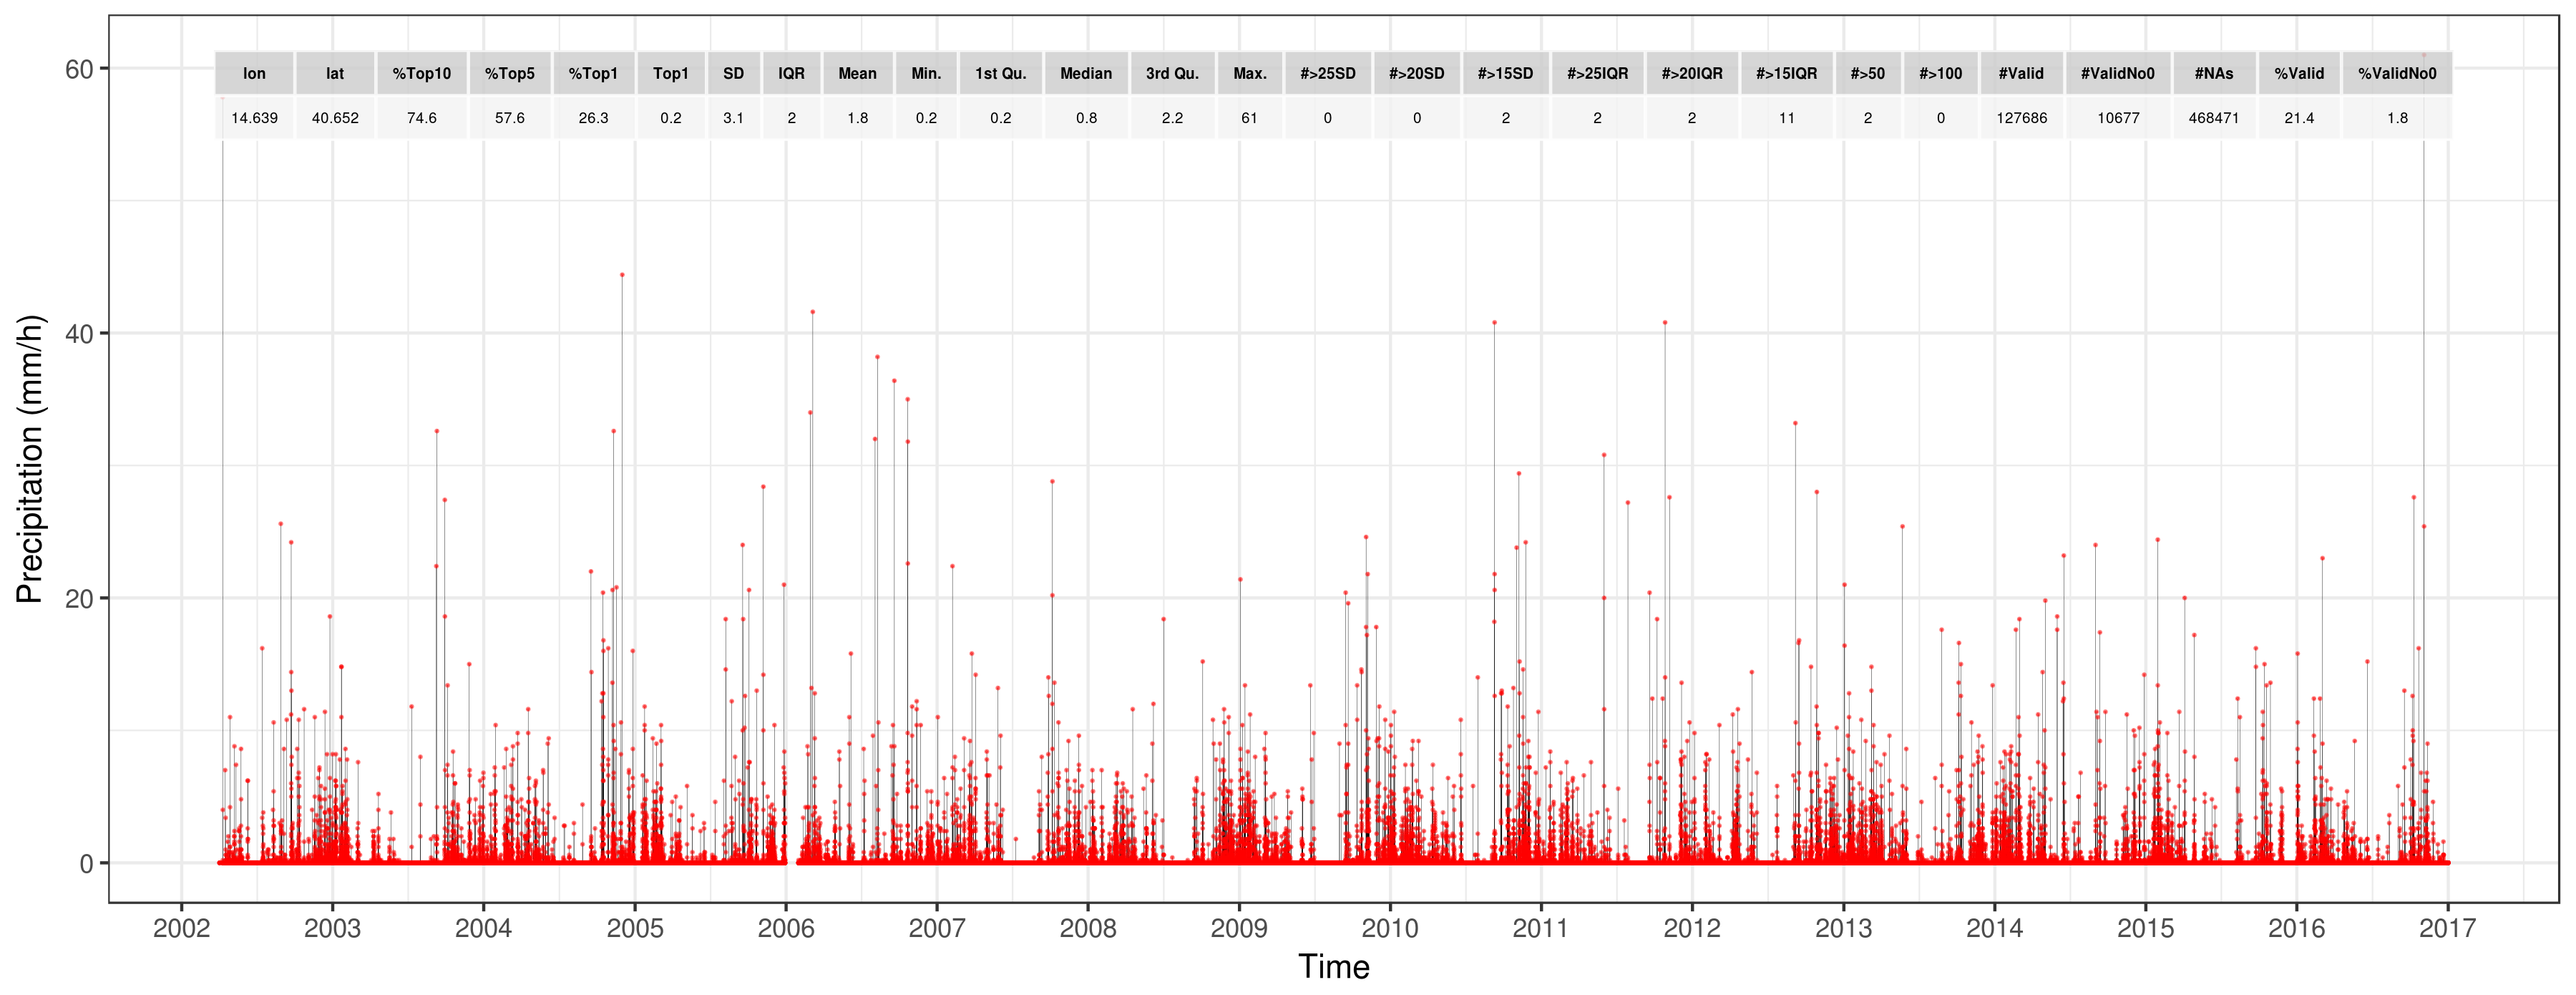 60
lon lat %Top10 %Top5 %Top1 Top1 SD IQR Mean Min. 1st Qu. Median 3rd Qu. Max. #>25SD #>20SD #>15SD #>25IQR #>20IQR #>15IQR #>50 #>100 #Valid #ValidNo0 #NAs %Valid %ValidNo0
14.639 40.652 74.6 57.6 26.3 0.2 3.1 2 1.8 0.2 0.2 0.8 2.2 61 0 0 2 2 2 11 2 0 127686 10677 468471 21.4 1.8
40
20
0
Precipitation (mm/h)
2002 2003 2004 2005 2006 2007 2008 2009 2010 2011 2012 2013 2014 2015 2016 2017
Time